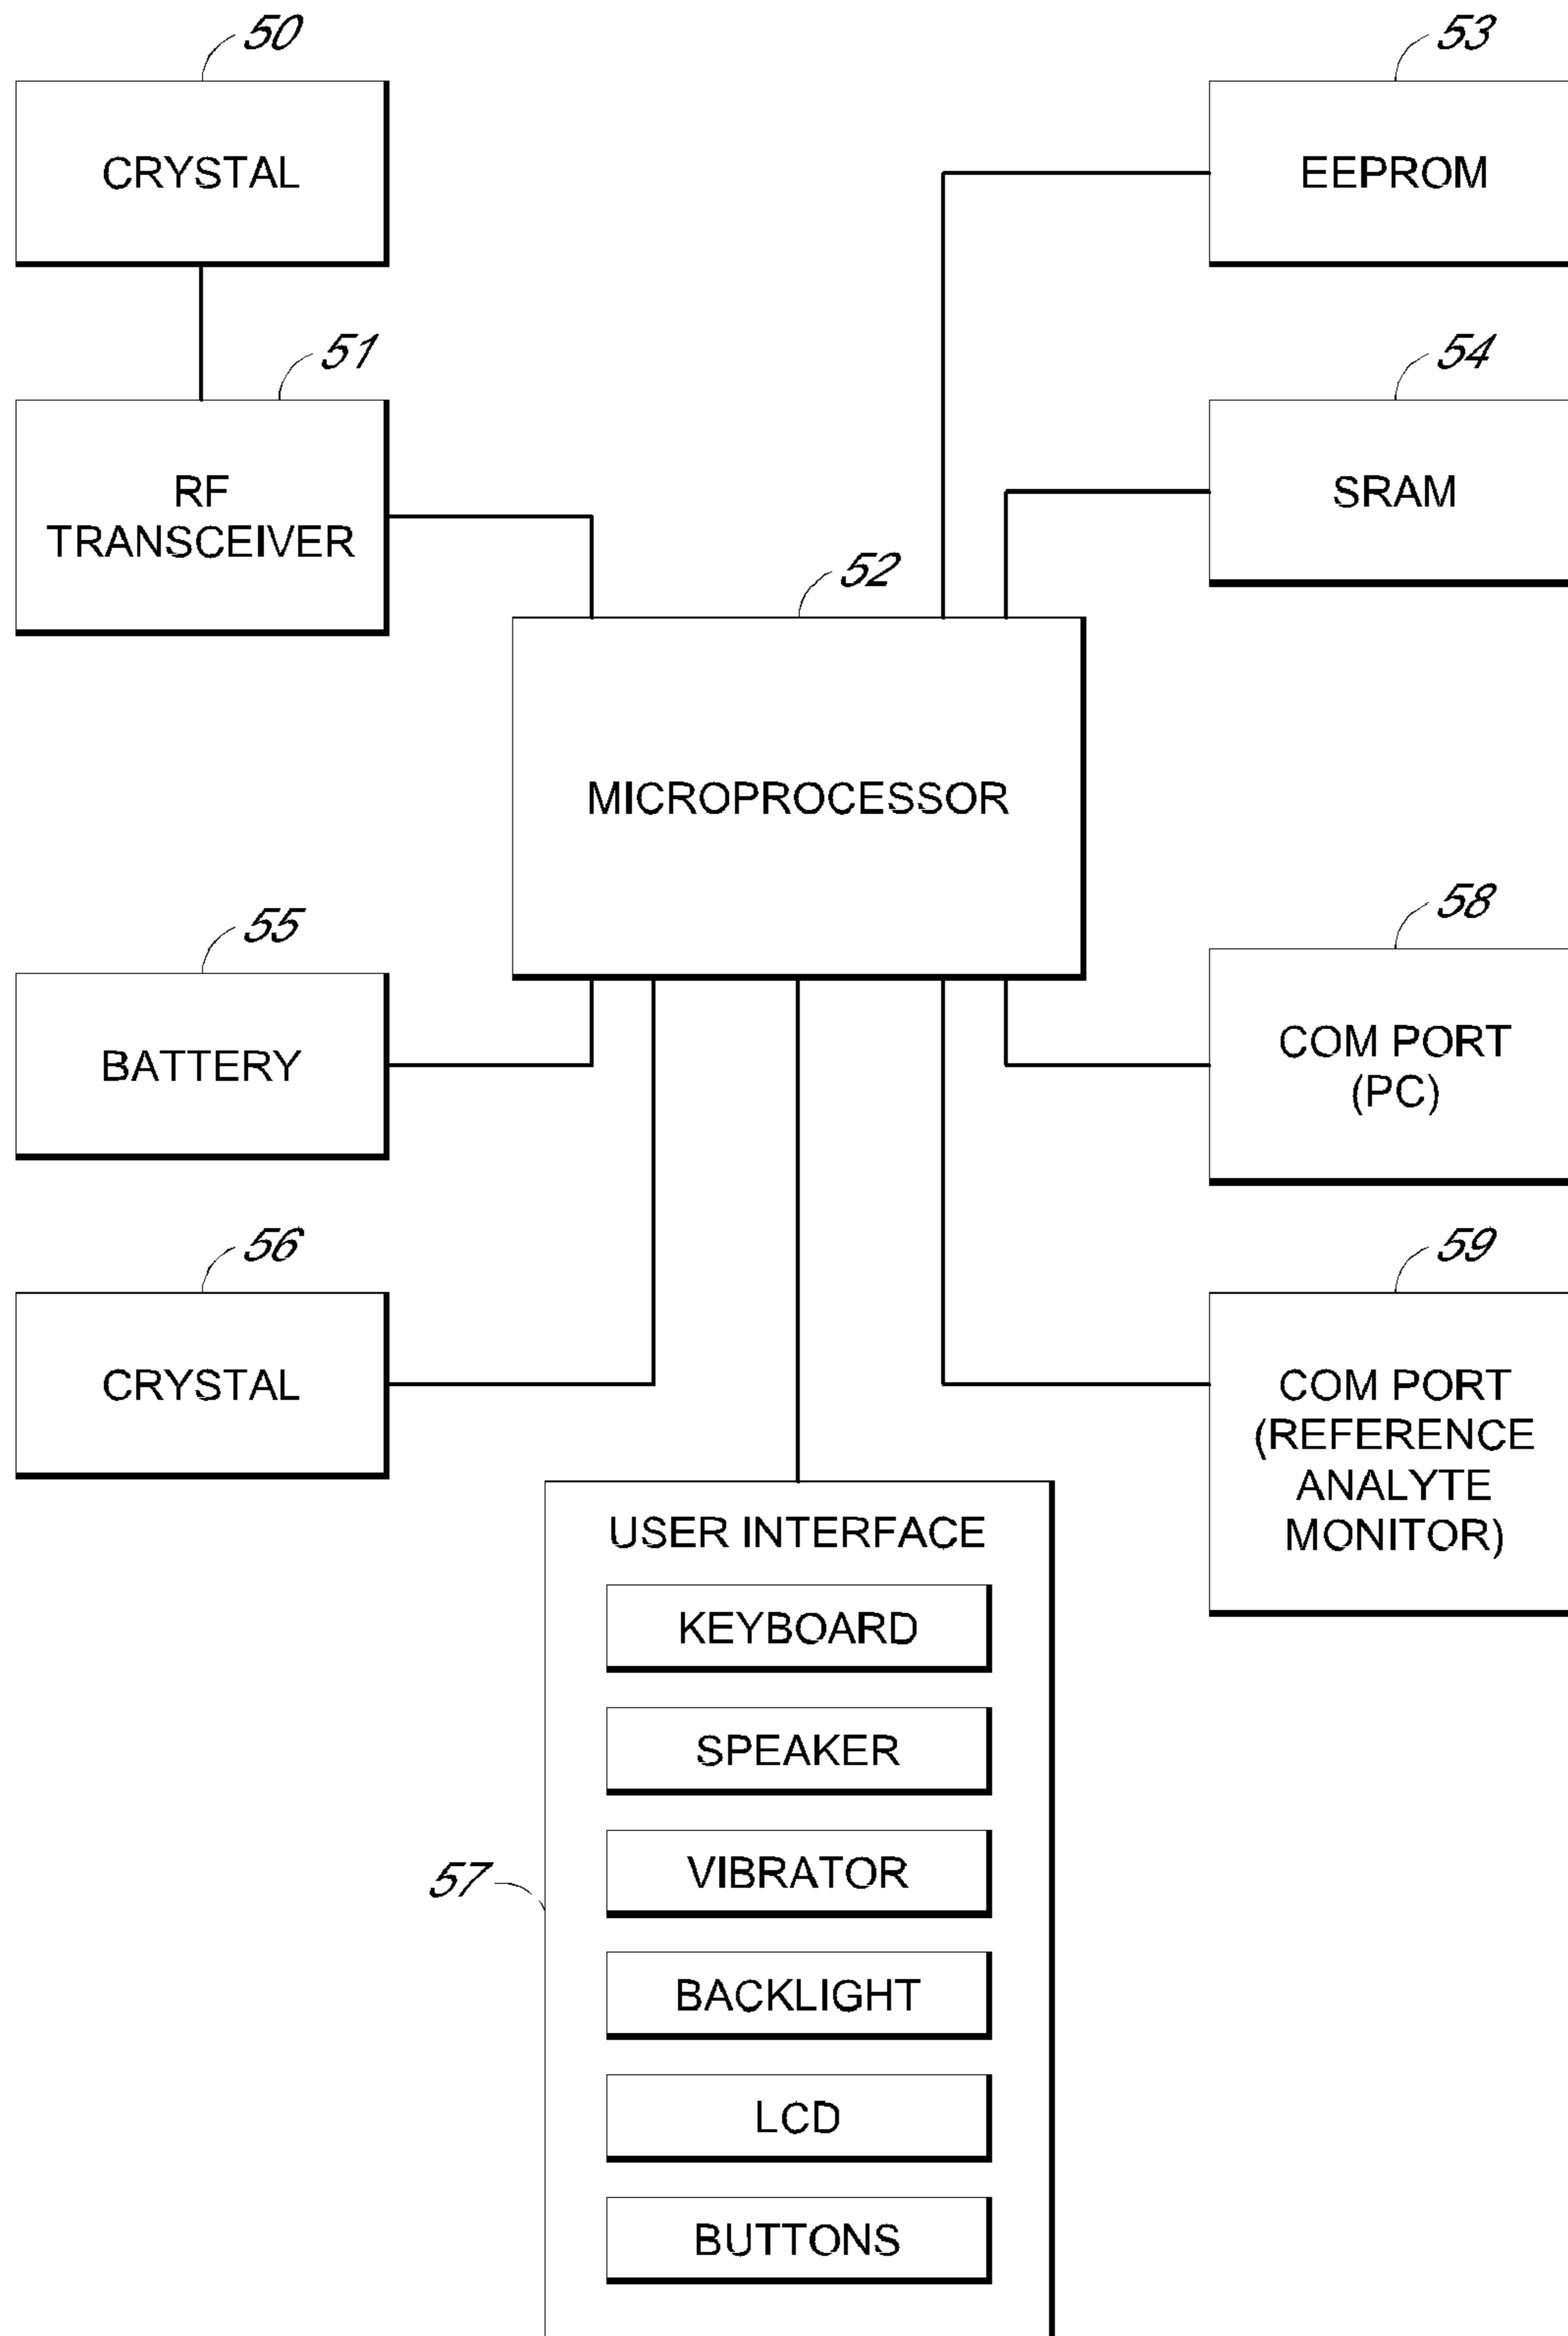 50
CRYSTAL
53
EEPROM
51
RF
TRANSCEIVER
54
SRAM
52
MICROPROCESSOR
55
BATTERY
58
COM PORT
(PC)
56
CRYSTAL
59
COM PORT
(REFERENCE
ANALYTE
MONITOR)
57
USER INTERFACE
KEYBOARD
SPEAKER
VIBRATOR
BACKLIGHT
LCD
BUTTONS